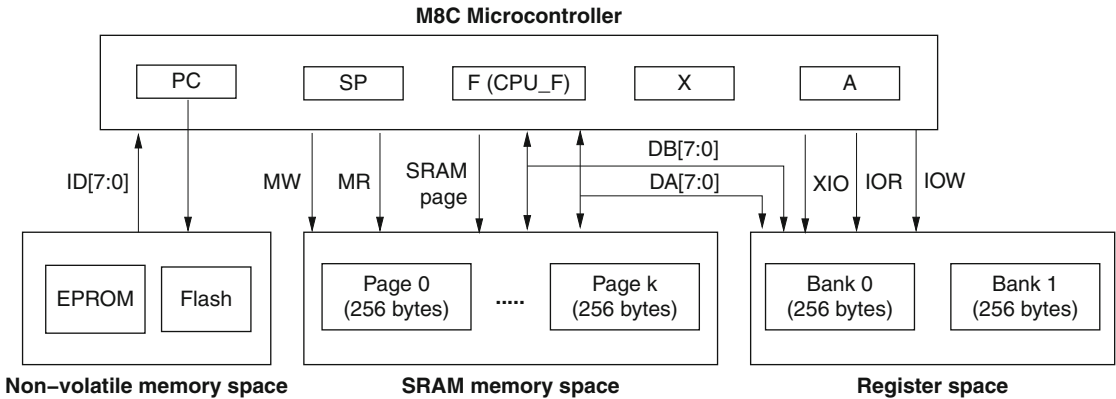 M8C Microcontroller
PC
SP
F (CPU_F)
X
A
ID[7:0]
MW
MR
SRAM
page
DB[7:0]
DA[7:0]
XIO
IOR
IOW
EPROM
Flash
Page 0
(256 bytes)
.....
Page k
(256 bytes)
Bank 0
(256 bytes)
Bank 1
(256 bytes)
Non–volatile memory space
SRAM memory space
Register space